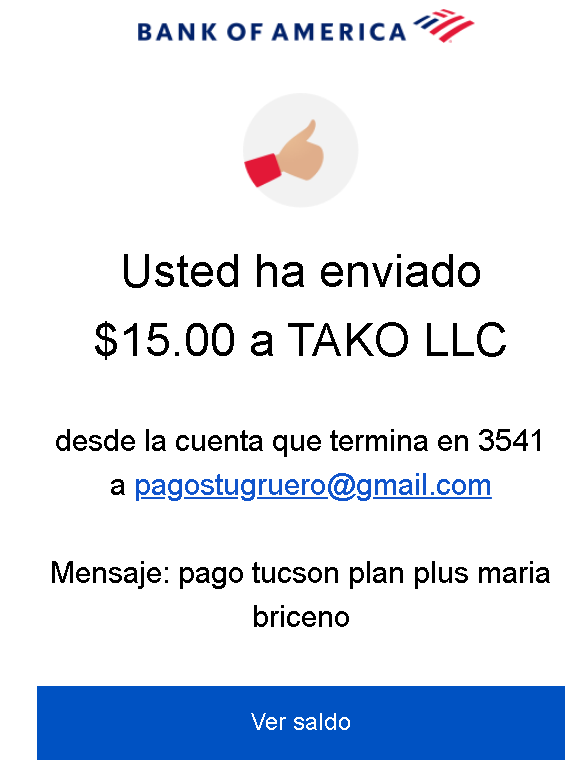 BANK OF AMERICA
Usted ha enviado
$15.00 a TAKO LLC
desde la cuenta que termina en 3541
a pagostugruero@gmail.com
Mensaje: pago tucson plan plus maria
briceno
Ver saldo